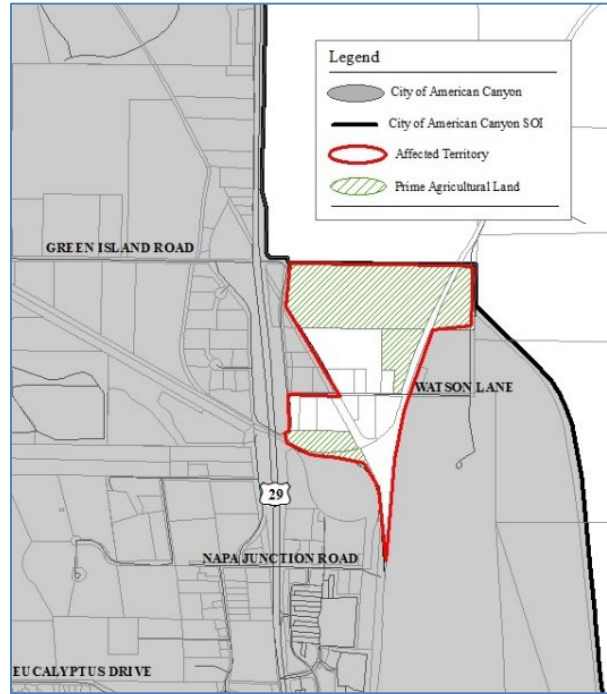 Legend
City of American Canyon
City of American Canyon SOI
Affected Territory
Prime Agricultural Land
GREEN ISLAND ROAD
WATSON LANE
29
NAPA JUNCTION ROAD
EUCALYPTUS DRIVE